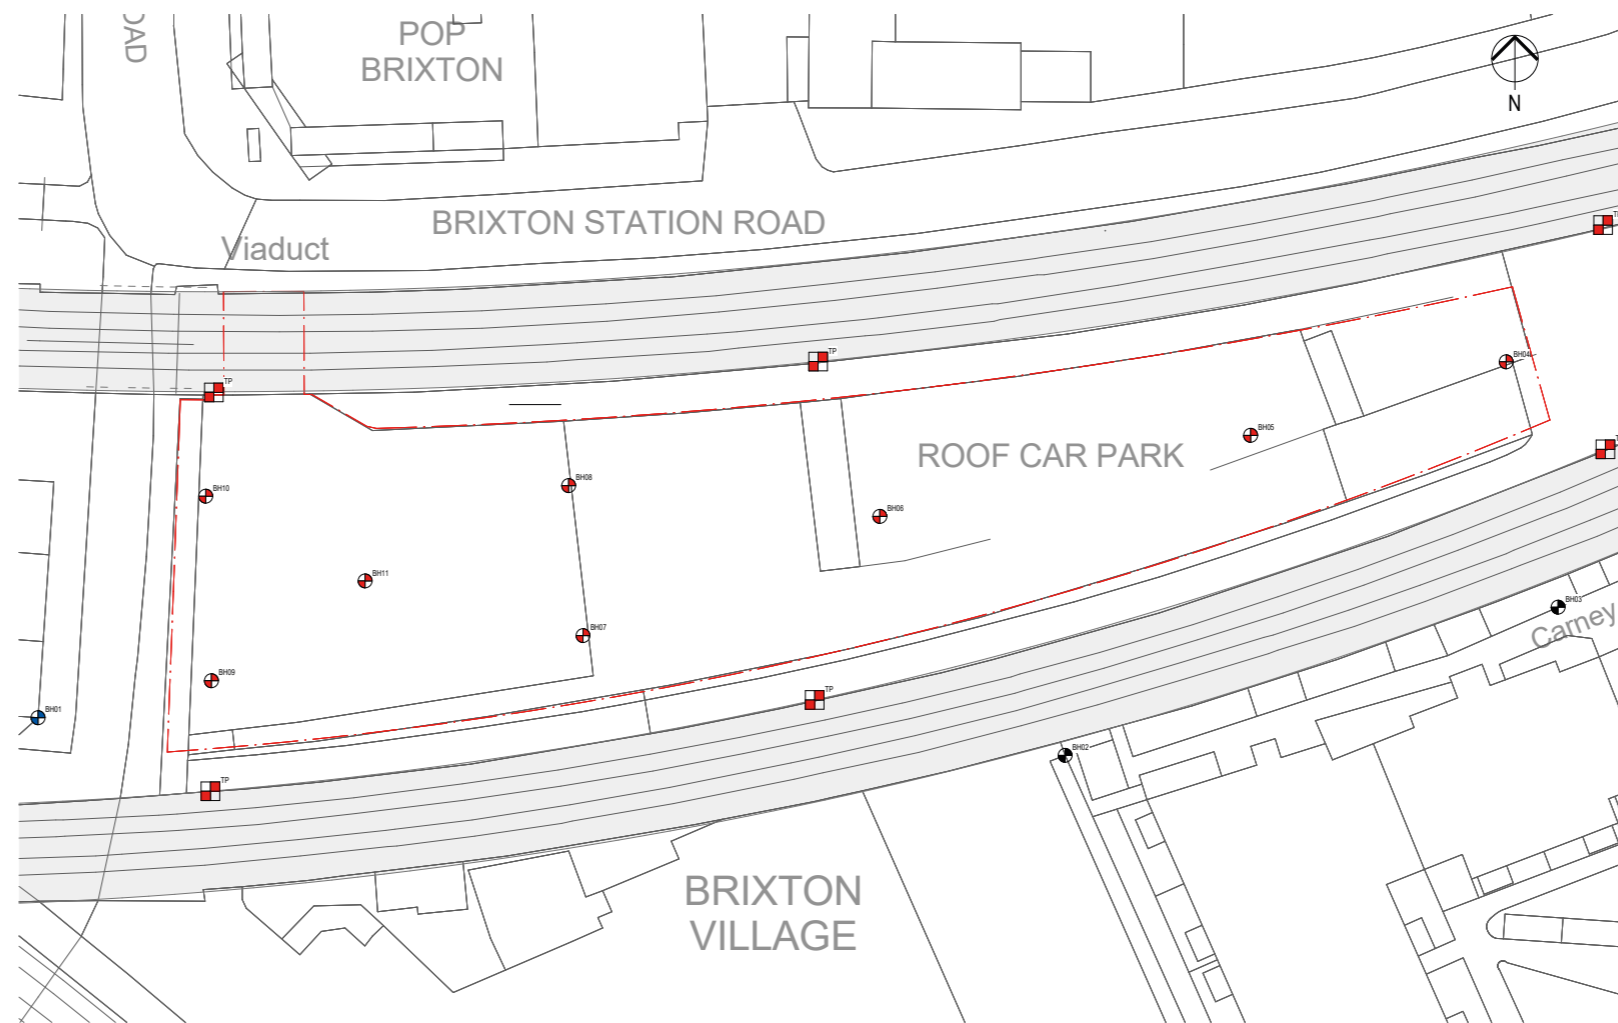 OAD
POP
BRIXTON
N
BRIXTON STATION ROAD
Viaduct
TP
TP
TP
BH04
ROOF CAR PARK
BH05
BH08
BH10
BH06
BH11
BH07
BH09
BH01
TP
TP
BH03
Carney
BH02
BRIXTON
VILLAGE